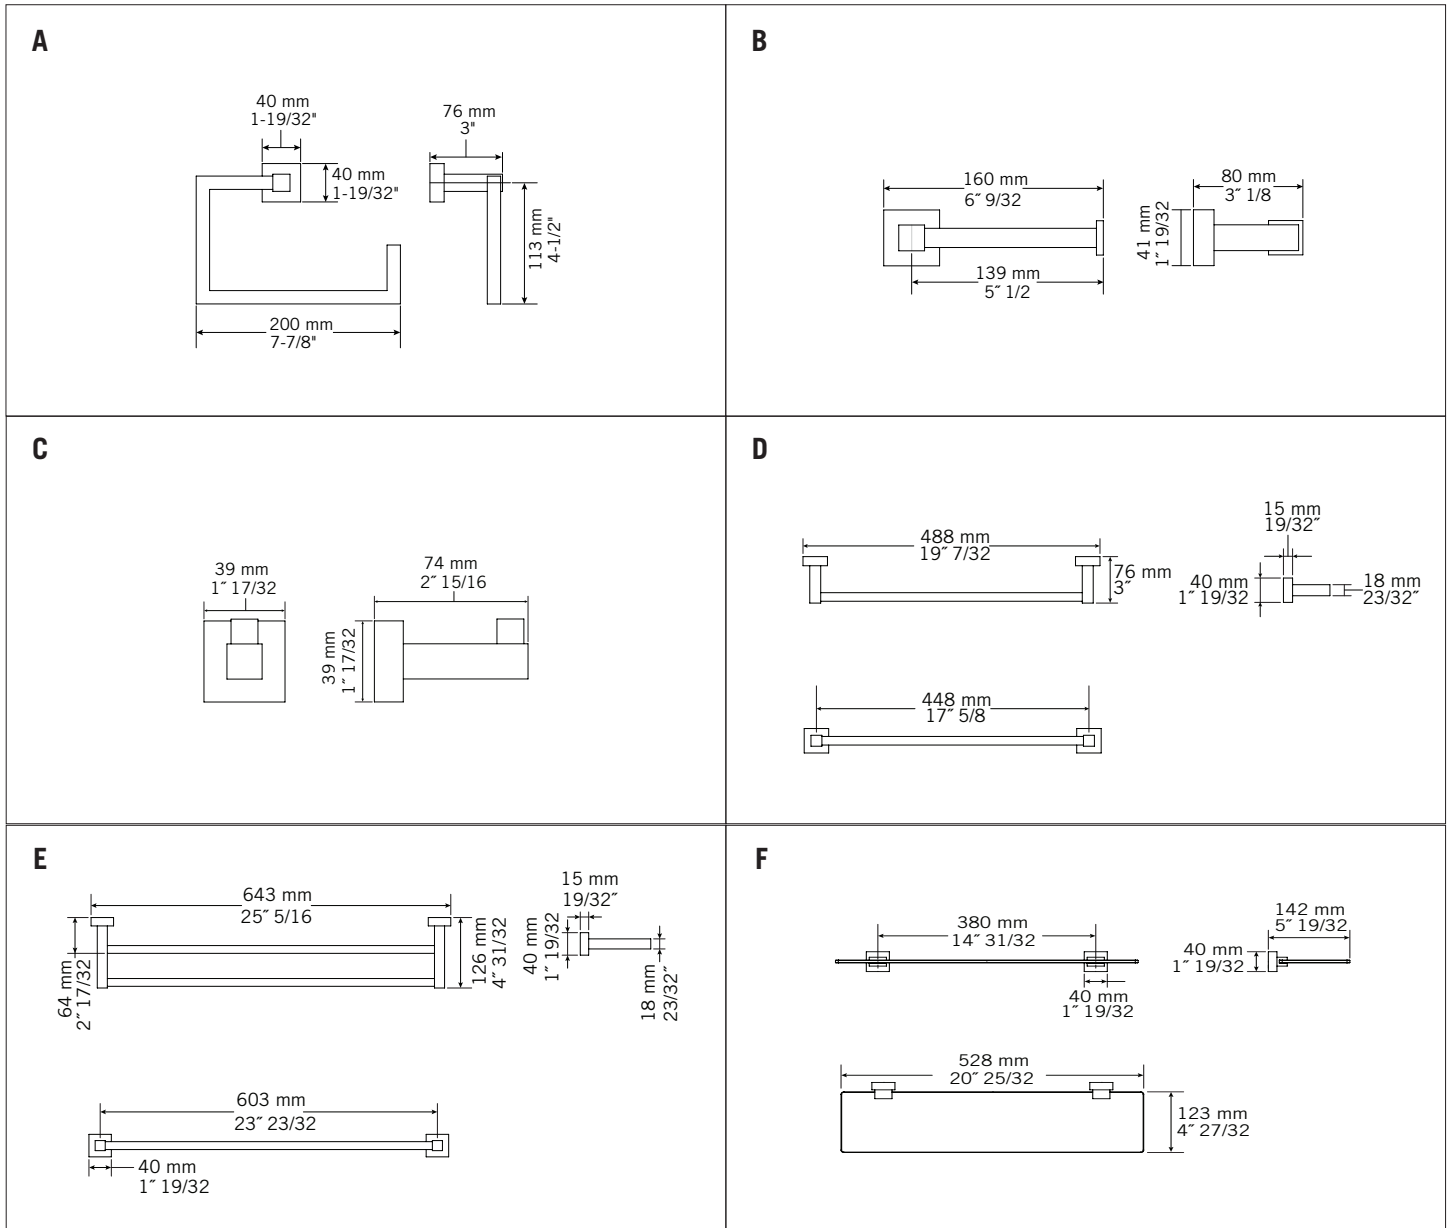 A
40 mm
1-19/32"
76 mm
3"
40 mm
1-19/32"
113 mm
4-1/2"
200 mm
7-7/8"
B
160 mm
6˝ 9/32
80 mm
3˝ 1/8
41 mm
1˝ 19/32
139 mm
5˝ 1/2
C
39 mm
1˝ 17/32
74 mm
2˝ 15/16
39 mm
1˝ 17/32
D
488 mm
19˝ 7/32
76 mm
3˝
15 mm
19/32˝
40 mm
1˝ 19/32
18 mm
23/32˝
448 mm
17˝ 5/8
E
643 mm
25˝ 5/16
64 mm
2˝ 17/32
126 mm
4˝ 31/32
15 mm
19/32˝
40 mm
1˝ 19/32
18 mm
23/32˝
603 mm
23˝ 23/32
40 mm
1˝ 19/32
F
380 mm
14˝ 31/32
142 mm
5˝ 19/32
40 mm
1˝ 19/32
40 mm
1˝ 19/32
528 mm
20˝ 25/32
123 mm
4˝ 27/32